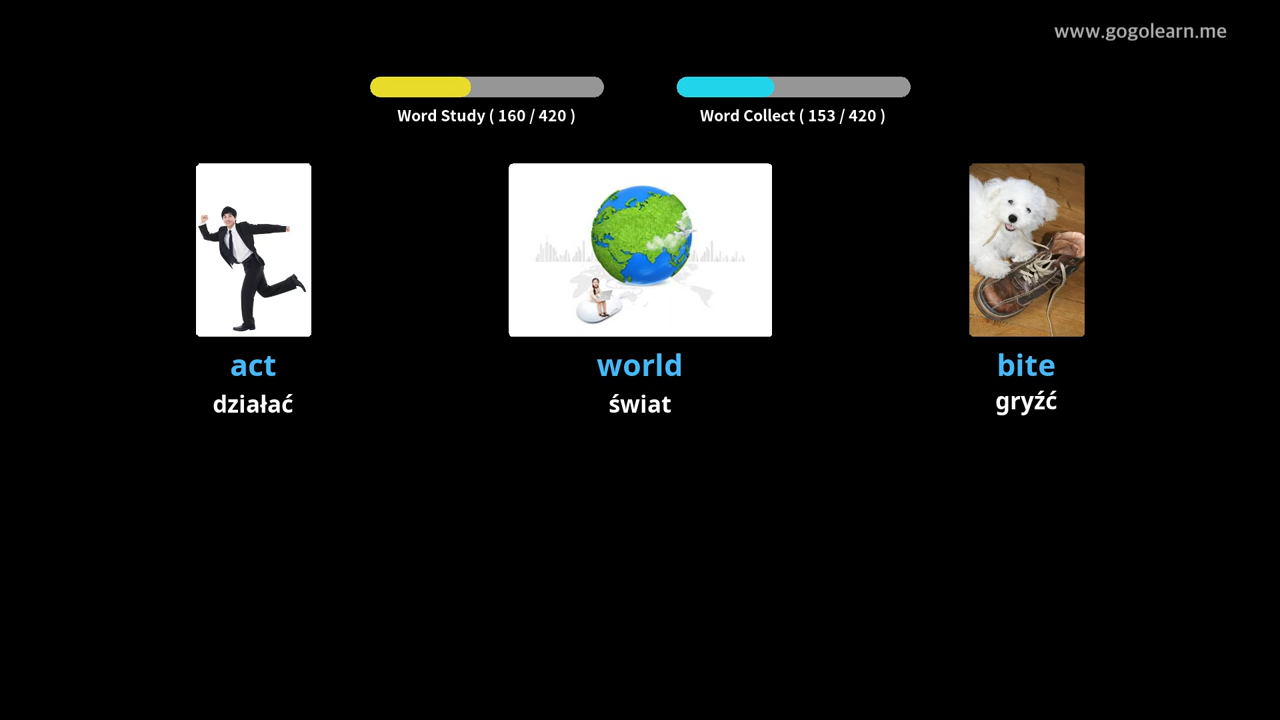 www.gogolearn.me
Word Study ( 160 / 420 )
Word Collect ( 153 / 420 )
act
world
bite
działać
świat
gryźć